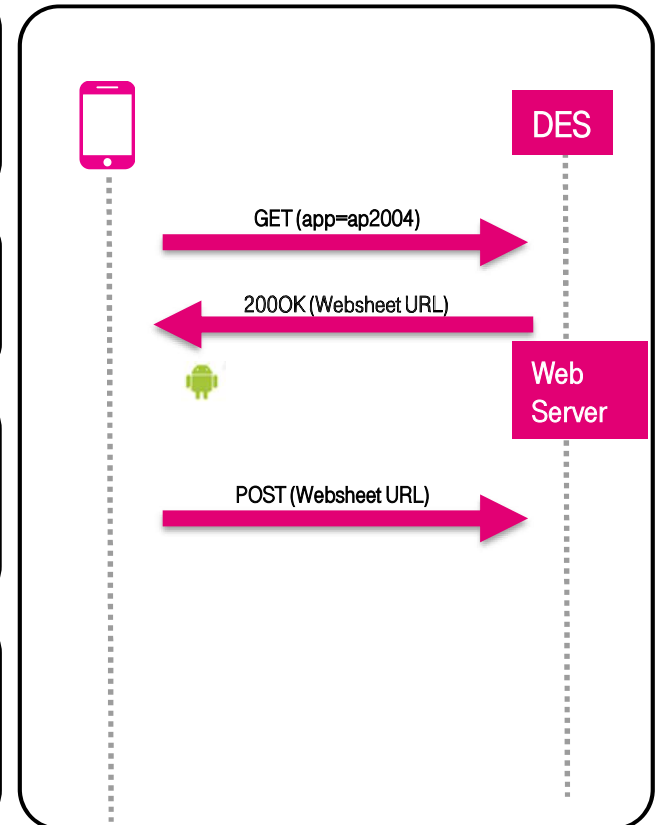 DES
GET (app=ap2004)
200OK (Websheet URL)
Web
Server
POST (Websheet URL)